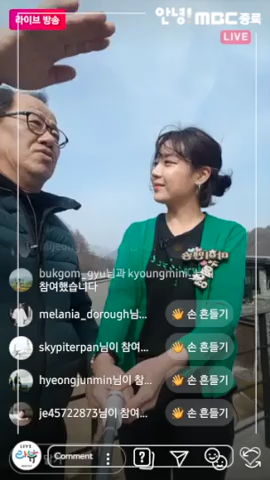 라이브 방송
안녕! MBC충북
LIVE
bukgom_gyu님과 kyoungmin
참여했습니다
melania_dorough님...
👋 손 흔들기
skypiterpan님이 참여...
👋 손 흔들기
hyeongjunmin님이 참...
👋 손 흔들기
je45722873님이 참여...
👋 손 흔들기
LIVE
Comment